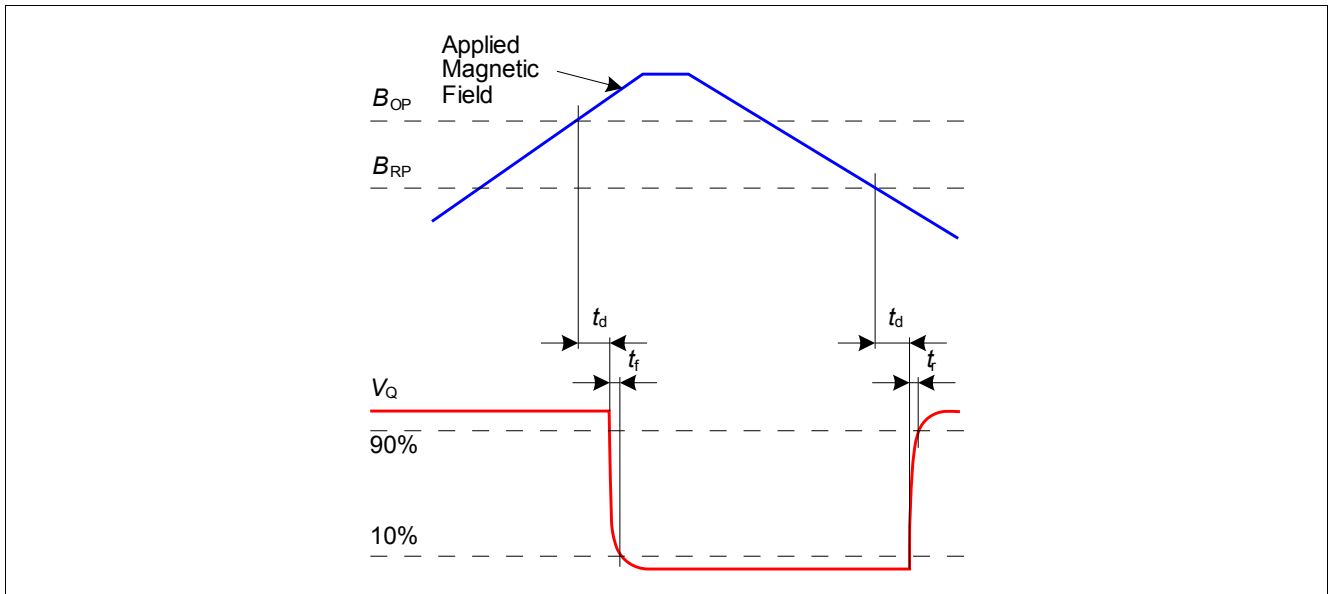 Applied
Magnetic
Field
BOP
BRP
td
td
tf
tr
VQ
90%
10%